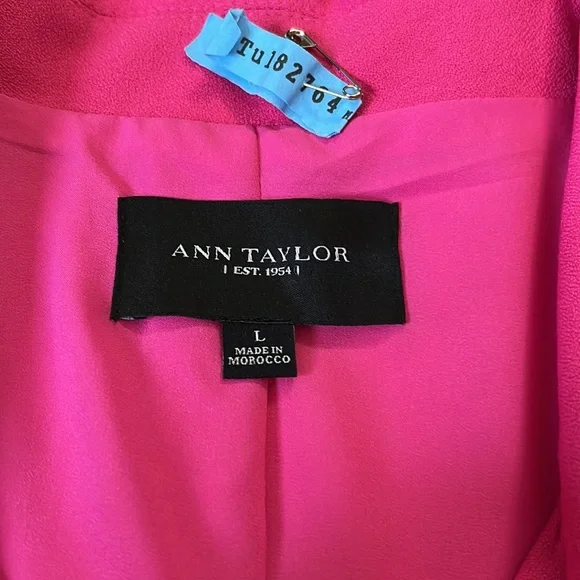 Tu182764
ANN TAYLOR
EST. 1954
L
MADE IN
MOROCCO